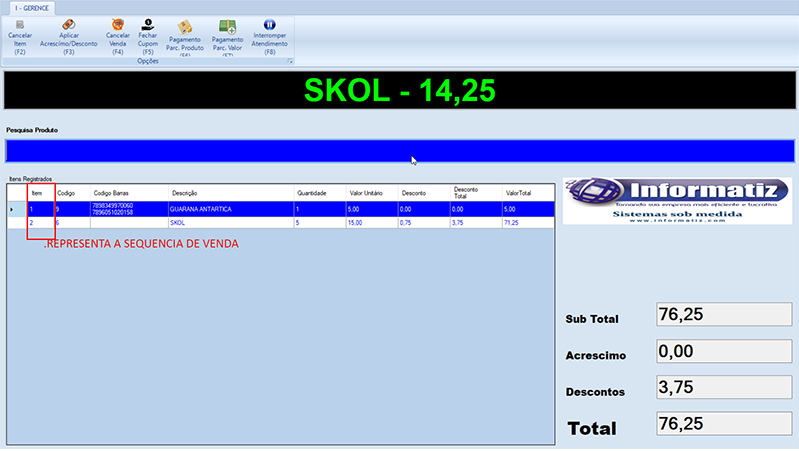 I - GERENCE
Cancelar Item (F2)
Aplicar Acrescímo/Desconto (F3)
Cancelar Venda (F4)
Fechar Cupom (F5)
Pagamento Parc. Produto (F6)
Pagamento Parc. Valor (F7)
Interromper Atendimento (F8)
Opções
SKOL - 14,25
Pesquisa Produto
Itens Registrados
Item Codigo Codigo Barras Descrição Quantidade Valor Unitário Desconto Desconto Total ValorTotal
1 9 7898349970060 7896051020158 GUARANA ANTARTICA 1 5,00 0,00 0,00 5,00
2 6 SKOL 5 15,00 0,75 3,75 71,25
.REPRESENTA A SEQUENCIA DE VENDA
Informatiz
Tornando sua empresa mais eficiente e lucrativa
Sistemas sob medida
www.informatiz.com
Sub Total 76,25
Acrescimo 0,00
Descontos 3,75
Total 76,25